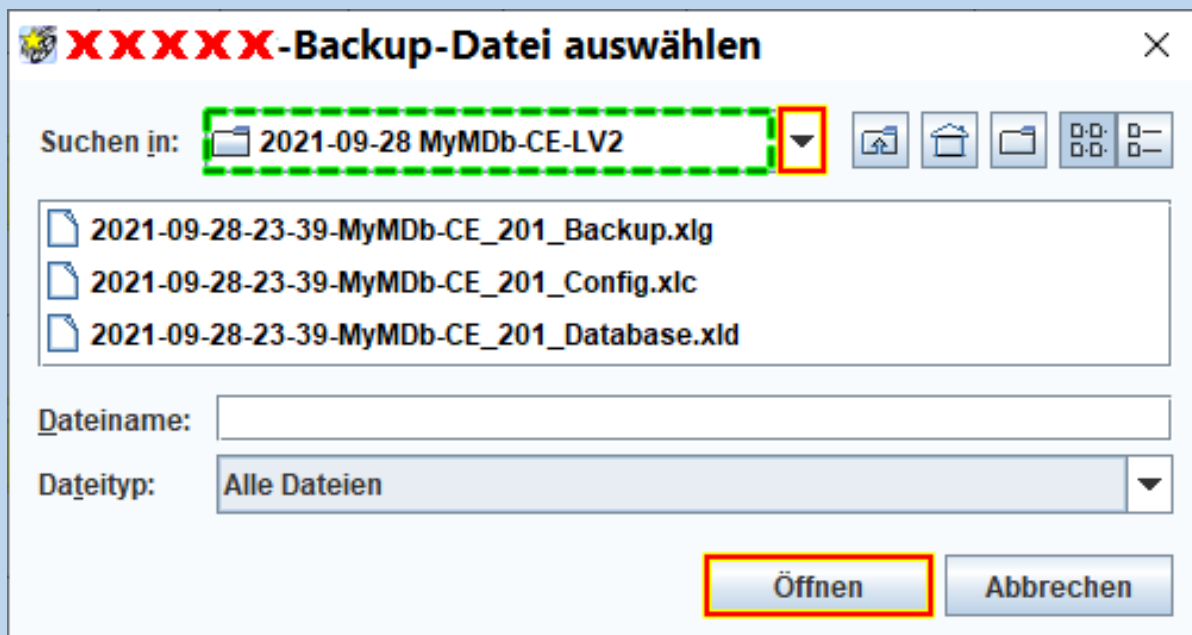 XXXXX-Backup-Datei auswählen
Suchen in: 2021-09-28 MyMDb-CE-LV2
2021-09-28-23-39-MyMDb-CE_201_Backup.xlg
2021-09-28-23-39-MyMDb-CE_201_Config.xlc
2021-09-28-23-39-MyMDb-CE_201_Database.xld
Dateiname:
Dateityp: Alle Dateien
Öffnen Abbrechen